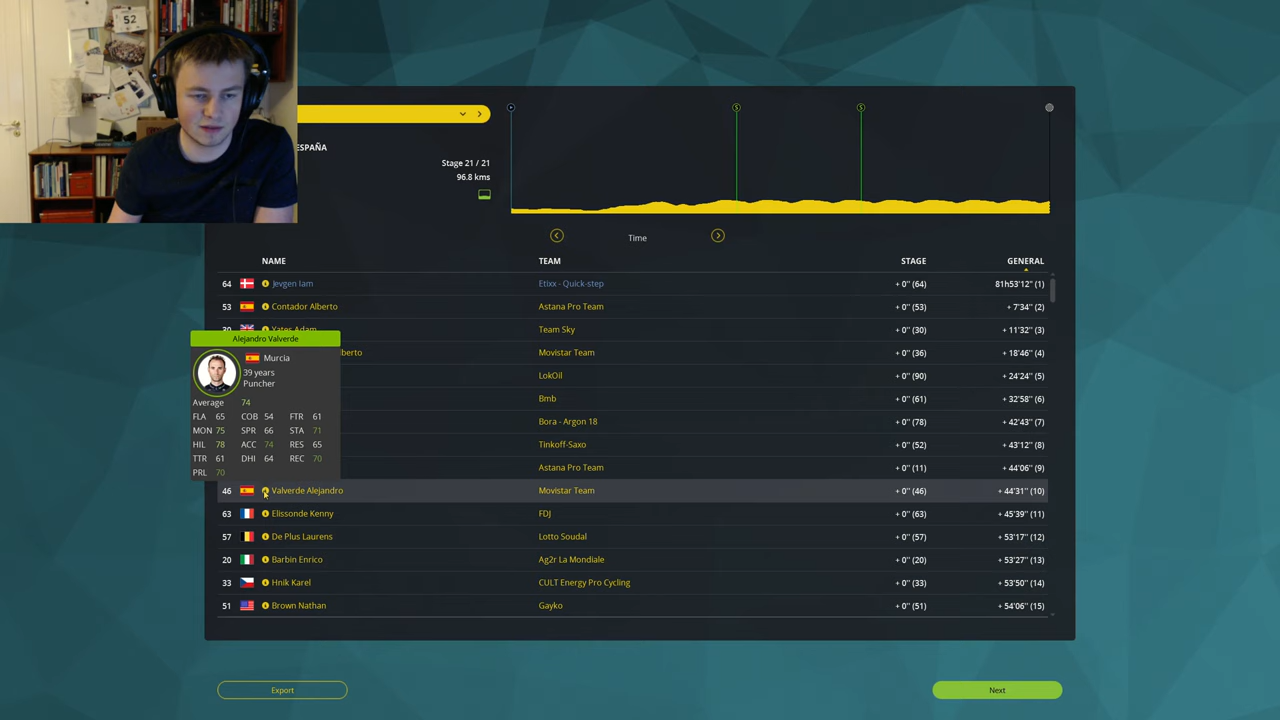 52
ESPAÑA
Stage 21 / 21
96.8 kms
S
S
Time
NAME TEAM STAGE GENERAL
64 Jevgen Iam Etixx - Quick-step + 0'' (64) 81h53'12'' (1)
53 Contador Alberto Astana Pro Team + 0'' (53) + 7'34'' (2)
30 Yates Adam Team Sky + 0'' (30) + 11'32'' (3)
lberto Movistar Team + 0'' (36) + 18'46'' (4)
LokOil + 0'' (90) + 24'24'' (5)
Bmb + 0'' (61) + 32'58'' (6)
Bora - Argon 18 + 0'' (78) + 42'43'' (7)
Tinkoff-Saxo + 0'' (52) + 43'12'' (8)
Astana Pro Team + 0'' (11) + 44'06'' (9)
46 Valverde Alejandro Movistar Team + 0'' (46) + 44'31'' (10)
63 Elissonde Kenny FDJ + 0'' (63) + 45'39'' (11)
57 De Plus Laurens Lotto Soudal + 0'' (57) + 53'17'' (12)
20 Barbin Enrico Ag2r La Mondiale + 0'' (20) + 53'27'' (13)
33 Hnik Karel CULT Energy Pro Cycling + 0'' (33) + 53'50'' (14)
51 Brown Nathan Gayko + 0'' (51) + 54'06'' (15)
Alejandro Valverde
Murcia
39 years
Puncher
Average 74
FLA 65 COB 54 FTR 61
MON 75 SPR 66 STA 71
HIL 78 ACC 74 RES 65
TTR 61 DHI 64 REC 70
PRL 70
Export
Next